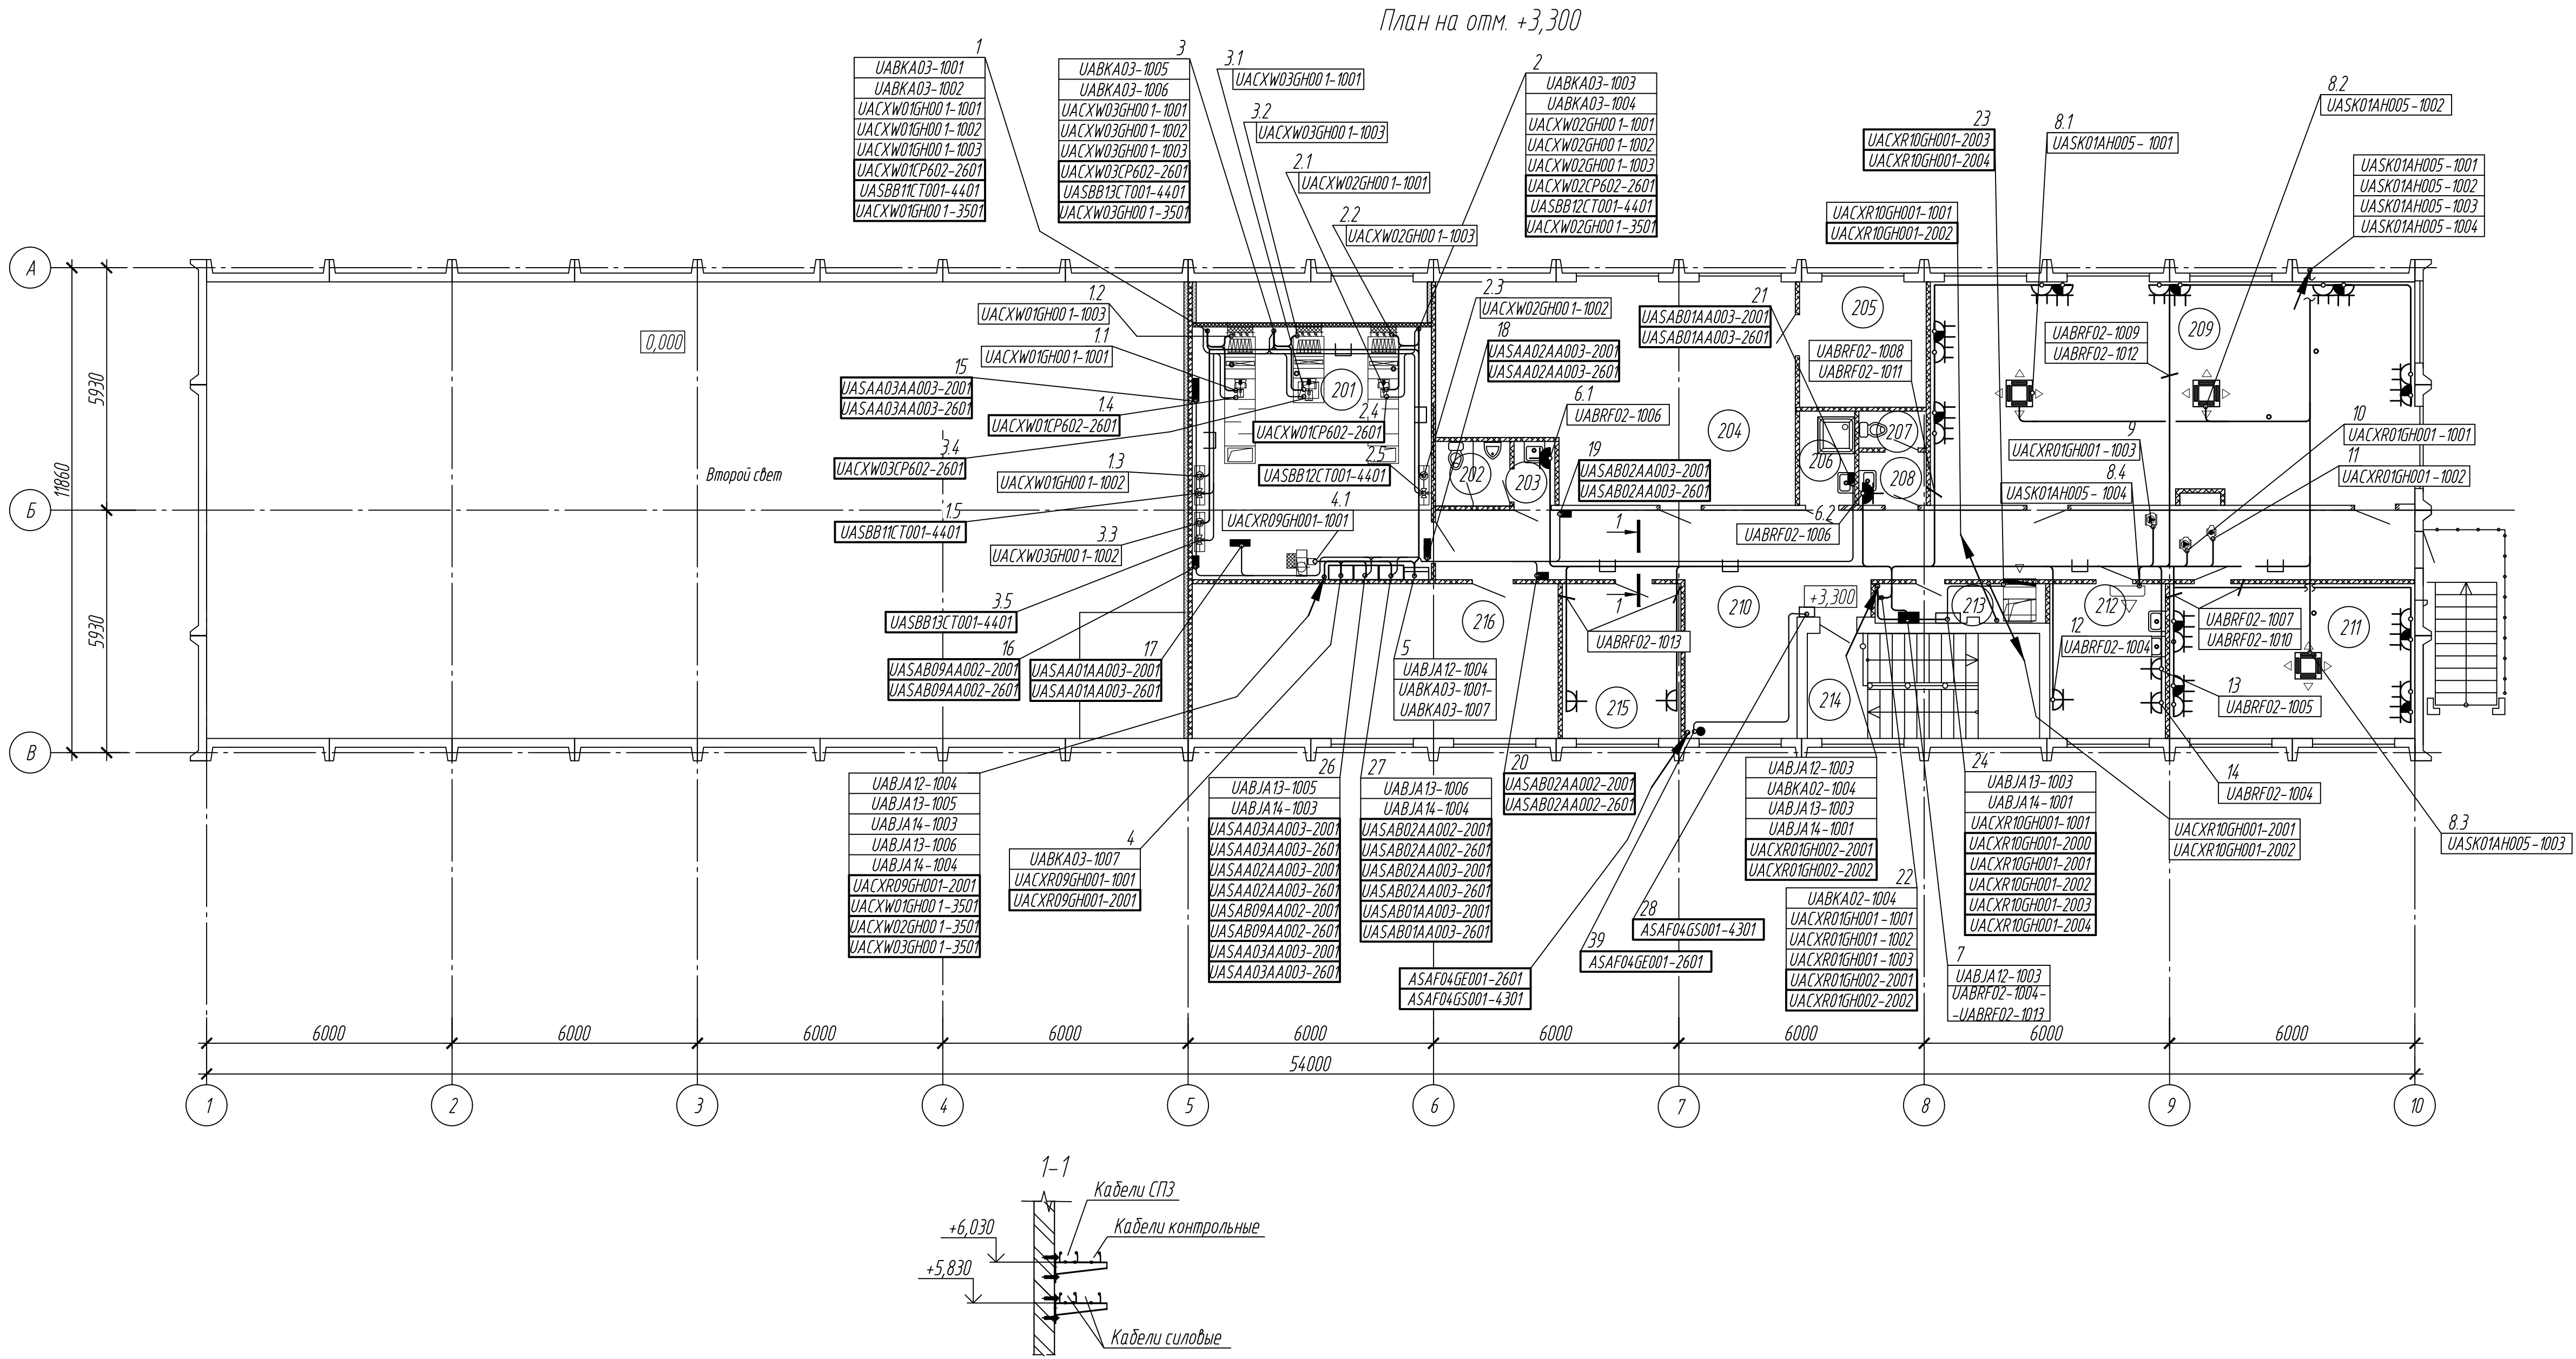 План на отм. +3,300
1
UABKA03-1001
UABKA03-1002
UACXW01GH001-1001
UACXW01GH001-1002
UACXW01GH001-1003
UACXW01CP602-2601
UASBB11CT001-4401
UACXW01GH001-3501
3
UABKA03-1005
UABKA03-1006
UACXW03GH001-1001
UACXW03GH001-1002
UACXW03GH001-1003
UACXW03CP602-2601
UASBB13CT001-4401
UACXW03GH001-3501
3.1
UACXW03GH001-1001
3.2
UACXW03GH001-1003
2.1
UACXW02GH001-1001
2.2
UACXW02GH001-1003
2
UABKA03-1003
UABKA03-1004
UACXW02GH001-1001
UACXW02GH001-1002
UACXW02GH001-1003
UACXW02CP602-2601
UASBB12CT001-4401
UACXW02GH001-3501
23
UACXR10GH001-2003
UACXR10GH001-2004
8.1
UASK01AH005-1001
8.2
UASK01AH005-1002
UASK01AH005-1001
UASK01AH005-1002
UASK01AH005-1003
UASK01AH005-1004
UACXR10GH001-1001
UACXR10GH001-2002
А
Б
В
11860
5930
5930
0,000
Второй свет
1.2
UACXW01GH001-1003
1.1
UACXW01GH001-1001
15
UASAA03AA003-2001
UASAA03AA003-2601
1.4
UACXW01CP602-2601
3.4
UACXW03CP602-2601
1.3
UACXW01GH001-1002
1.5
UASBB11CT001-4401
3.3
UACXW03GH001-1002
3.5
UASBB13CT001-4401
16
UASAB09AA002-2001
UASAB09AA002-2601
17
UASAA01AA003-2001
UASAA01AA003-2601
201
2.4
UACXW01CP602-2601
2.5
UASBB12CT001-4401
4.1
UACXR09GH001-1001
2.3
UACXW02GH001-1002
18
UASAA02AA003-2001
UASAA02AA003-2601
6.1
UABRF02-1006
19
UASAB02AA003-2001
UASAB02AA003-2601
21
UASAB01AA003-2001
UASAB01AA003-2601
202
203
204
205
206
207
208
209
UABRF02-1008
UABRF02-1011
UABRF02-1009
UABRF02-1012
6.2
UABRF02-1006
9
UACXR01GH001-1003
8.4
UASK01AH005-1004
10
UACXR01GH001-1001
11
UACXR01GH001-1002
1
1
210
+3,300
216
215
214
213
212
211
UABRF02-1013
5
UABJA12-1004
UABKA03-1001-
UABKA03-1007
12
UABRF02-1004
UABRF02-1007
UABRF02-1010
13
UABRF02-1005
14
UABRF02-1004
8.3
UASK01AH005-1003
UABJA12-1004
UABJA13-1005
UABJA14-1003
UABJA13-1006
UABJA14-1004
UACXR09GH001-2001
UACXW01GH001-3501
UACXW02GH001-3501
UACXW03GH001-3501
4
UABKA03-1007
UACXR09GH001-1001
UACXR09GH001-2001
26
UABJA13-1005
UABJA14-1003
UASAA03AA003-2001
UASAA03AA003-2601
UASAA02AA003-2001
UASAA02AA003-2601
UASAB09AA002-2001
UASAB09AA002-2601
UASAA03AA003-2001
UASAA03AA003-2601
27
UABJA13-1006
UABJA14-1004
UASAB02AA002-2001
UASAB02AA002-2601
UASAB02AA003-2001
UASAB02AA003-2601
UASAB01AA003-2001
UASAB01AA003-2601
20
UASAB02AA002-2001
UASAB02AA002-2601
ASAF04GE001-2601
ASAF04GS001-4301
39
ASAF04GE001-2601
28
ASAF04GS001-4301
UABJA12-1003
UABKA02-1004
UABJA13-1003
UABJA14-1001
UACXR01GH002-2001
UACXR01GH002-2002
22
UABKA02-1004
UACXR01GH001-1001
UACXR01GH001-1002
UACXR01GH001-1003
UACXR01GH002-2001
UACXR01GH002-2002
24
UABJA13-1003
UABJA14-1001
UACXR10GH001-1001
UACXR10GH001-2000
UACXR10GH001-2001
UACXR10GH001-2002
UACXR10GH001-2003
UACXR10GH001-2004
7
UABJA12-1003
UABRF02-1004-
-UABRF02-1013
UACXR10GH001-2001
UACXR10GH001-2002
6000
6000
6000
6000
6000
6000
6000
6000
6000
54000
1
2
3
4
5
6
7
8
9
10
1-1
Кабели СПЗ
Кабели контрольные
+6,030
+5,830
Кабели силовые